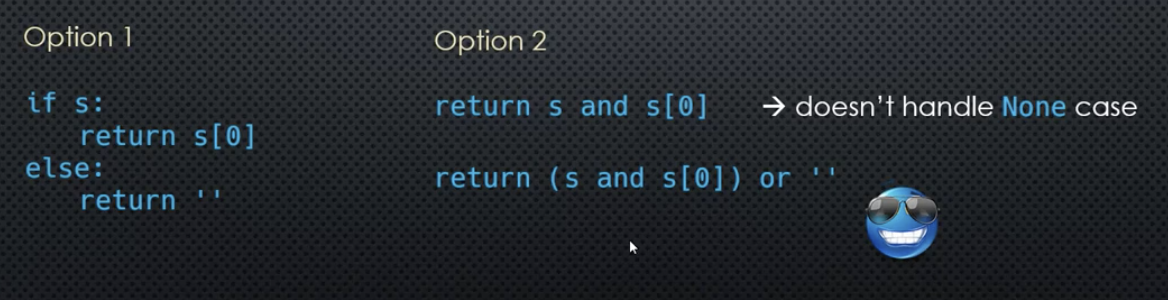 Option 1
if s:
    return s[0]
else:
    return ''
Option 2
return s and s[0] → doesn't handle None case
return (s and s[0]) or ''